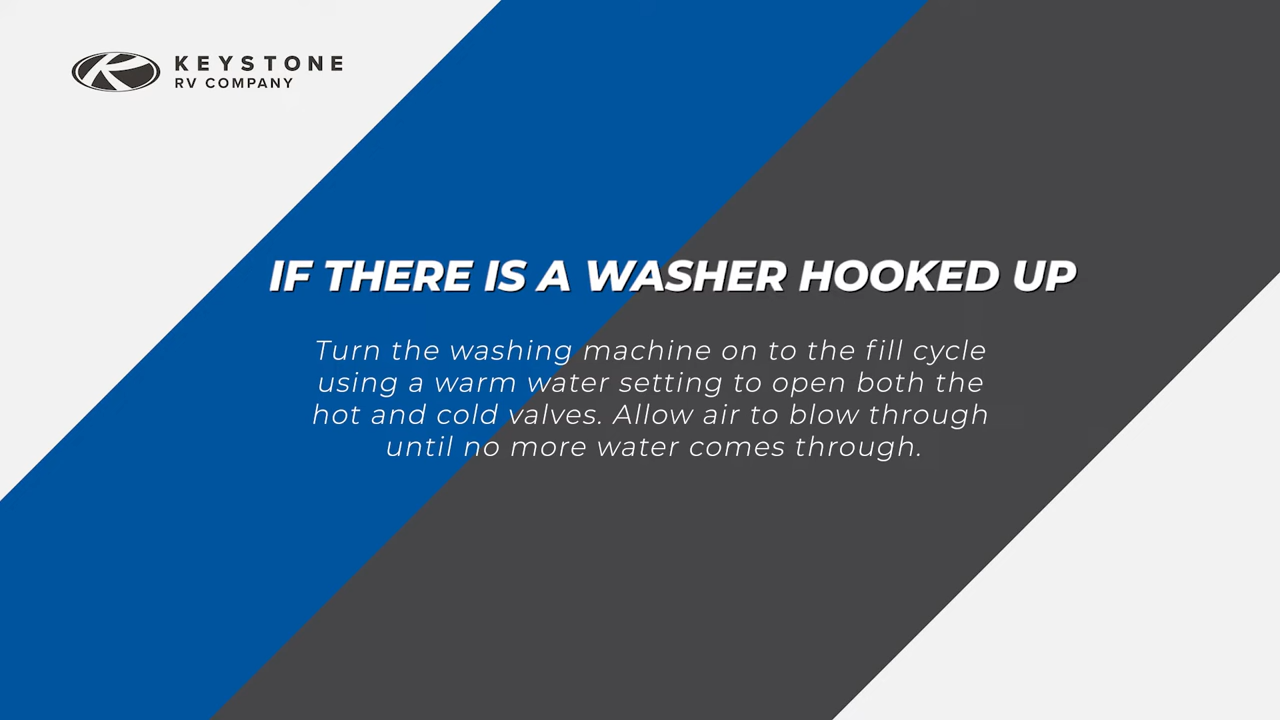 KEYSTONE
RV COMPANY
IF THERE IS A WASHER HOOKED UP
Turn the washing machine on to the fill cycle
using a warm water setting to open both the
hot and cold valves. Allow air to blow through
until no more water comes through.